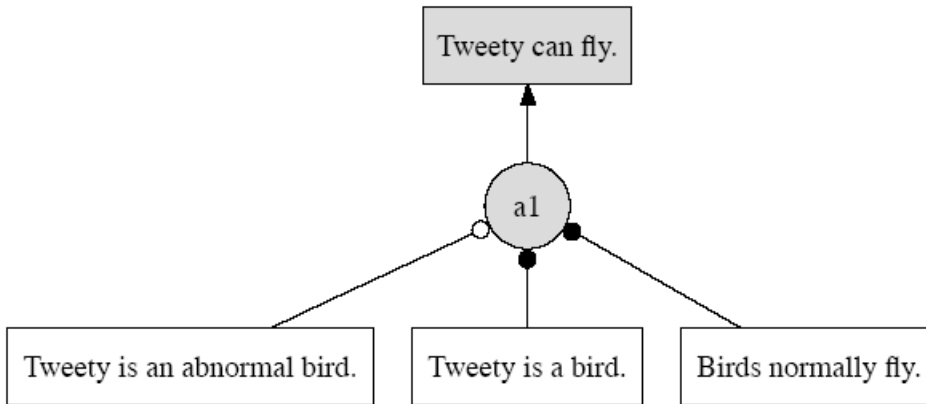 Tweety can fly.
a1
Tweety is an abnormal bird.
Tweety is a bird.
Birds normally fly.